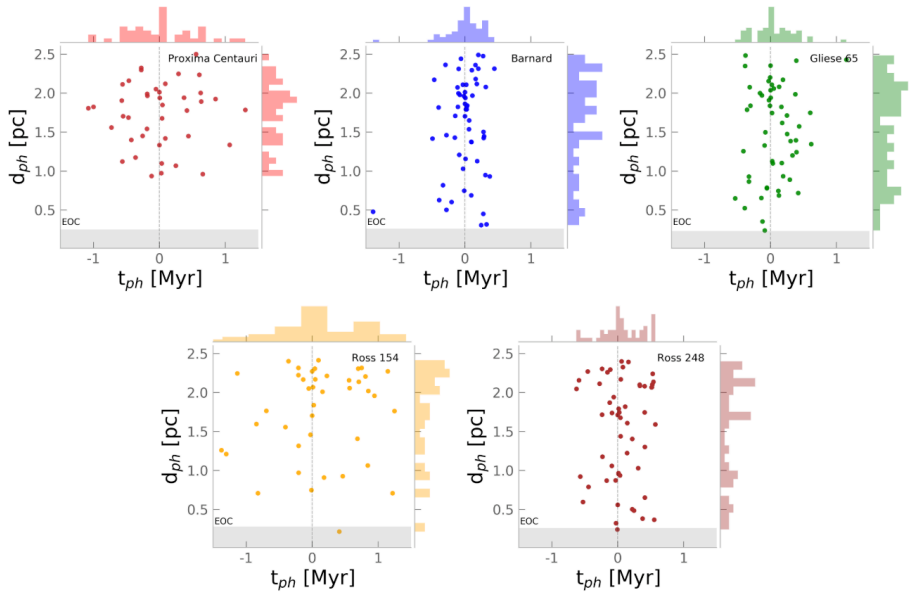 2.5
2.0
1.5
1.0
0.5
d_ph [pc]
Proxima Centauri
EOC
-1 0 1
t_ph [Myr]
2.5
2.0
1.5
1.0
0.5
d_ph [pc]
Barnard
EOC
-1 0 1
t_ph [Myr]
2.5
2.0
1.5
1.0
0.5
d_ph [pc]
Gliese 65
EOC
-1 0 1
t_ph [Myr]
2.5
2.0
1.5
1.0
0.5
d_ph [pc]
Ross 154
EOC
-1 0 1
t_ph [Myr]
2.5
2.0
1.5
1.0
0.5
d_ph [pc]
Ross 248
EOC
-1 0 1
t_ph [Myr]